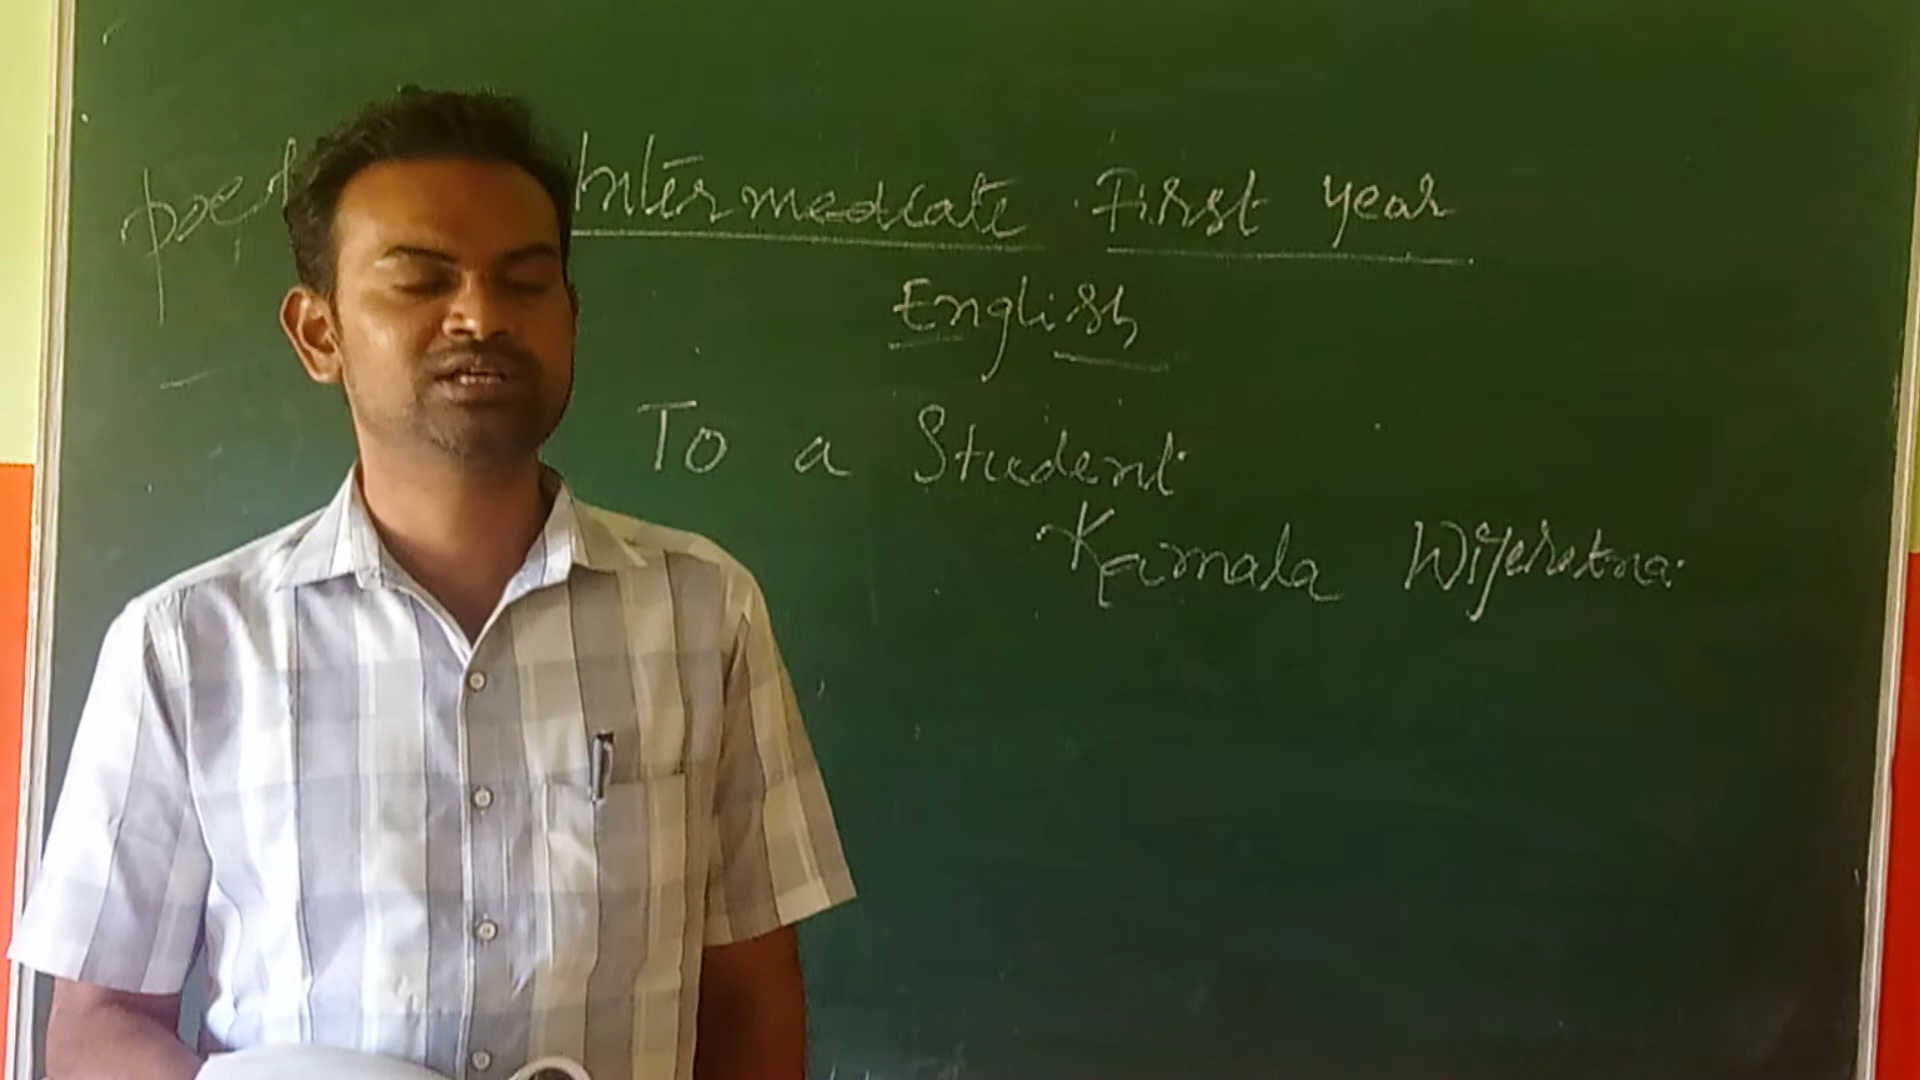 Intermediate First year
English
To a Student
Kamala Wijeratna.